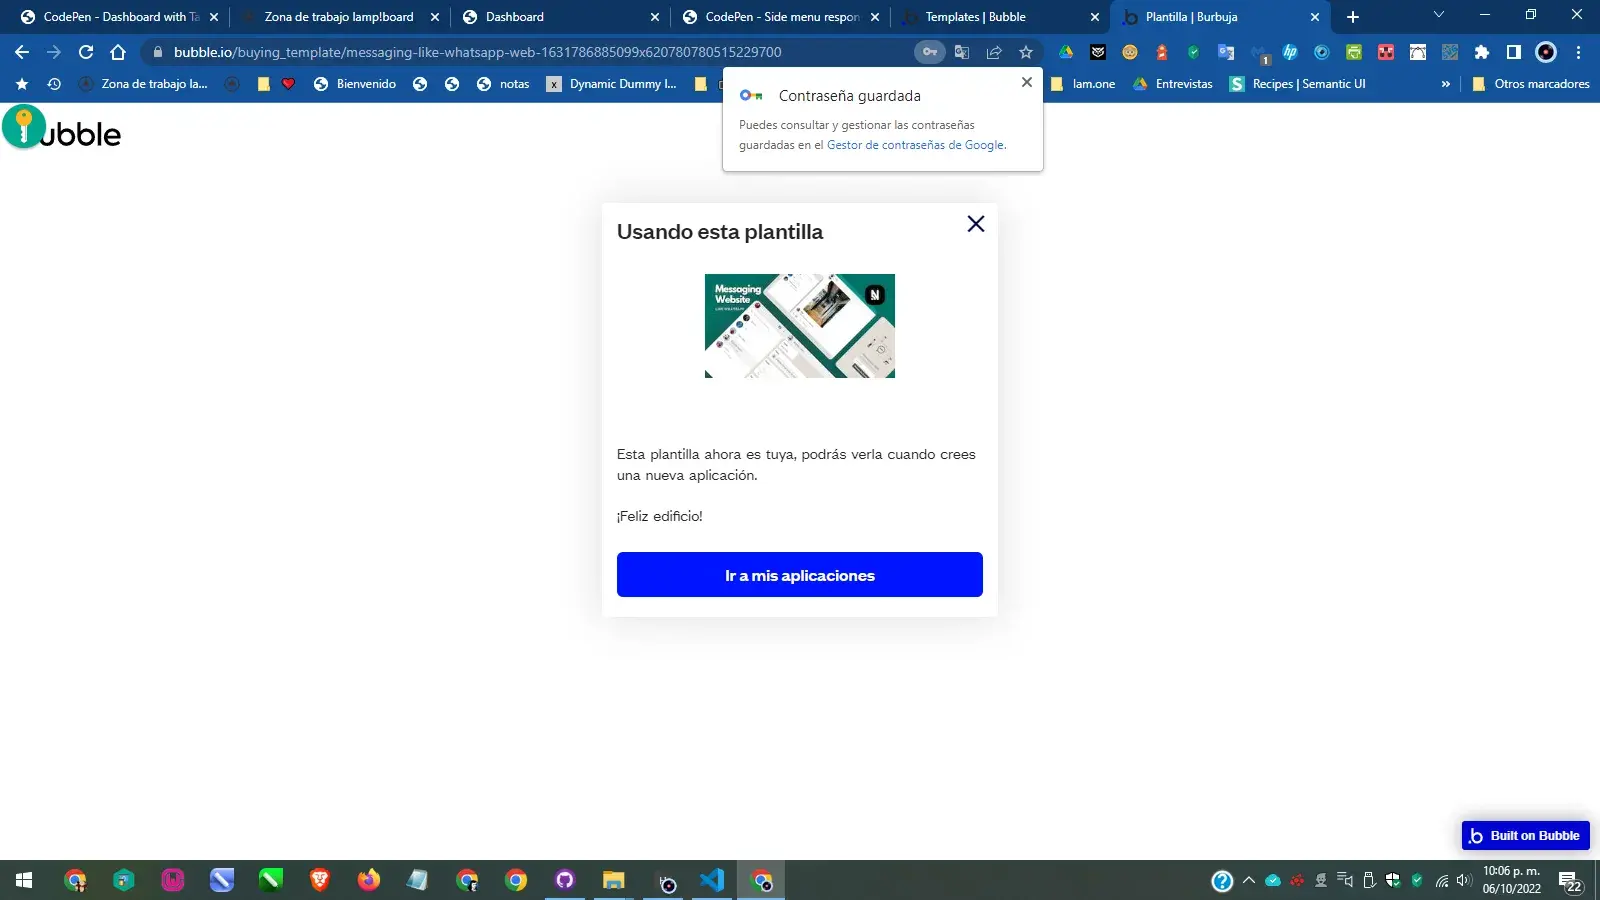 CodePen - Dashboard with Ta
Zona de trabajo lamp!board
Dashboard
CodePen - Side menu respon
Templates | Bubble
Plantilla | Burbuja
bubble.io/buying_template/messaging-like-whatsapp-web-1631786885099x620780780515229700
Zona de trabajo la...
Bienvenido
notas
Dynamic Dummy I...
Iam.one
Entrevistas
Recipes | Semantic UI
Otros marcadores
Contraseña guardada
Puedes consultar y gestionar las contraseñas
guardadas en el Gestor de contraseñas de Google.
ubble
Usando esta plantilla
Messaging
Website
N
Esta plantilla ahora es tuya, podrás verla cuando crees
una nueva aplicación.
¡Feliz edificio!
Ir a mis aplicaciones
Built on Bubble
10:06 p. m.
06/10/2022
22